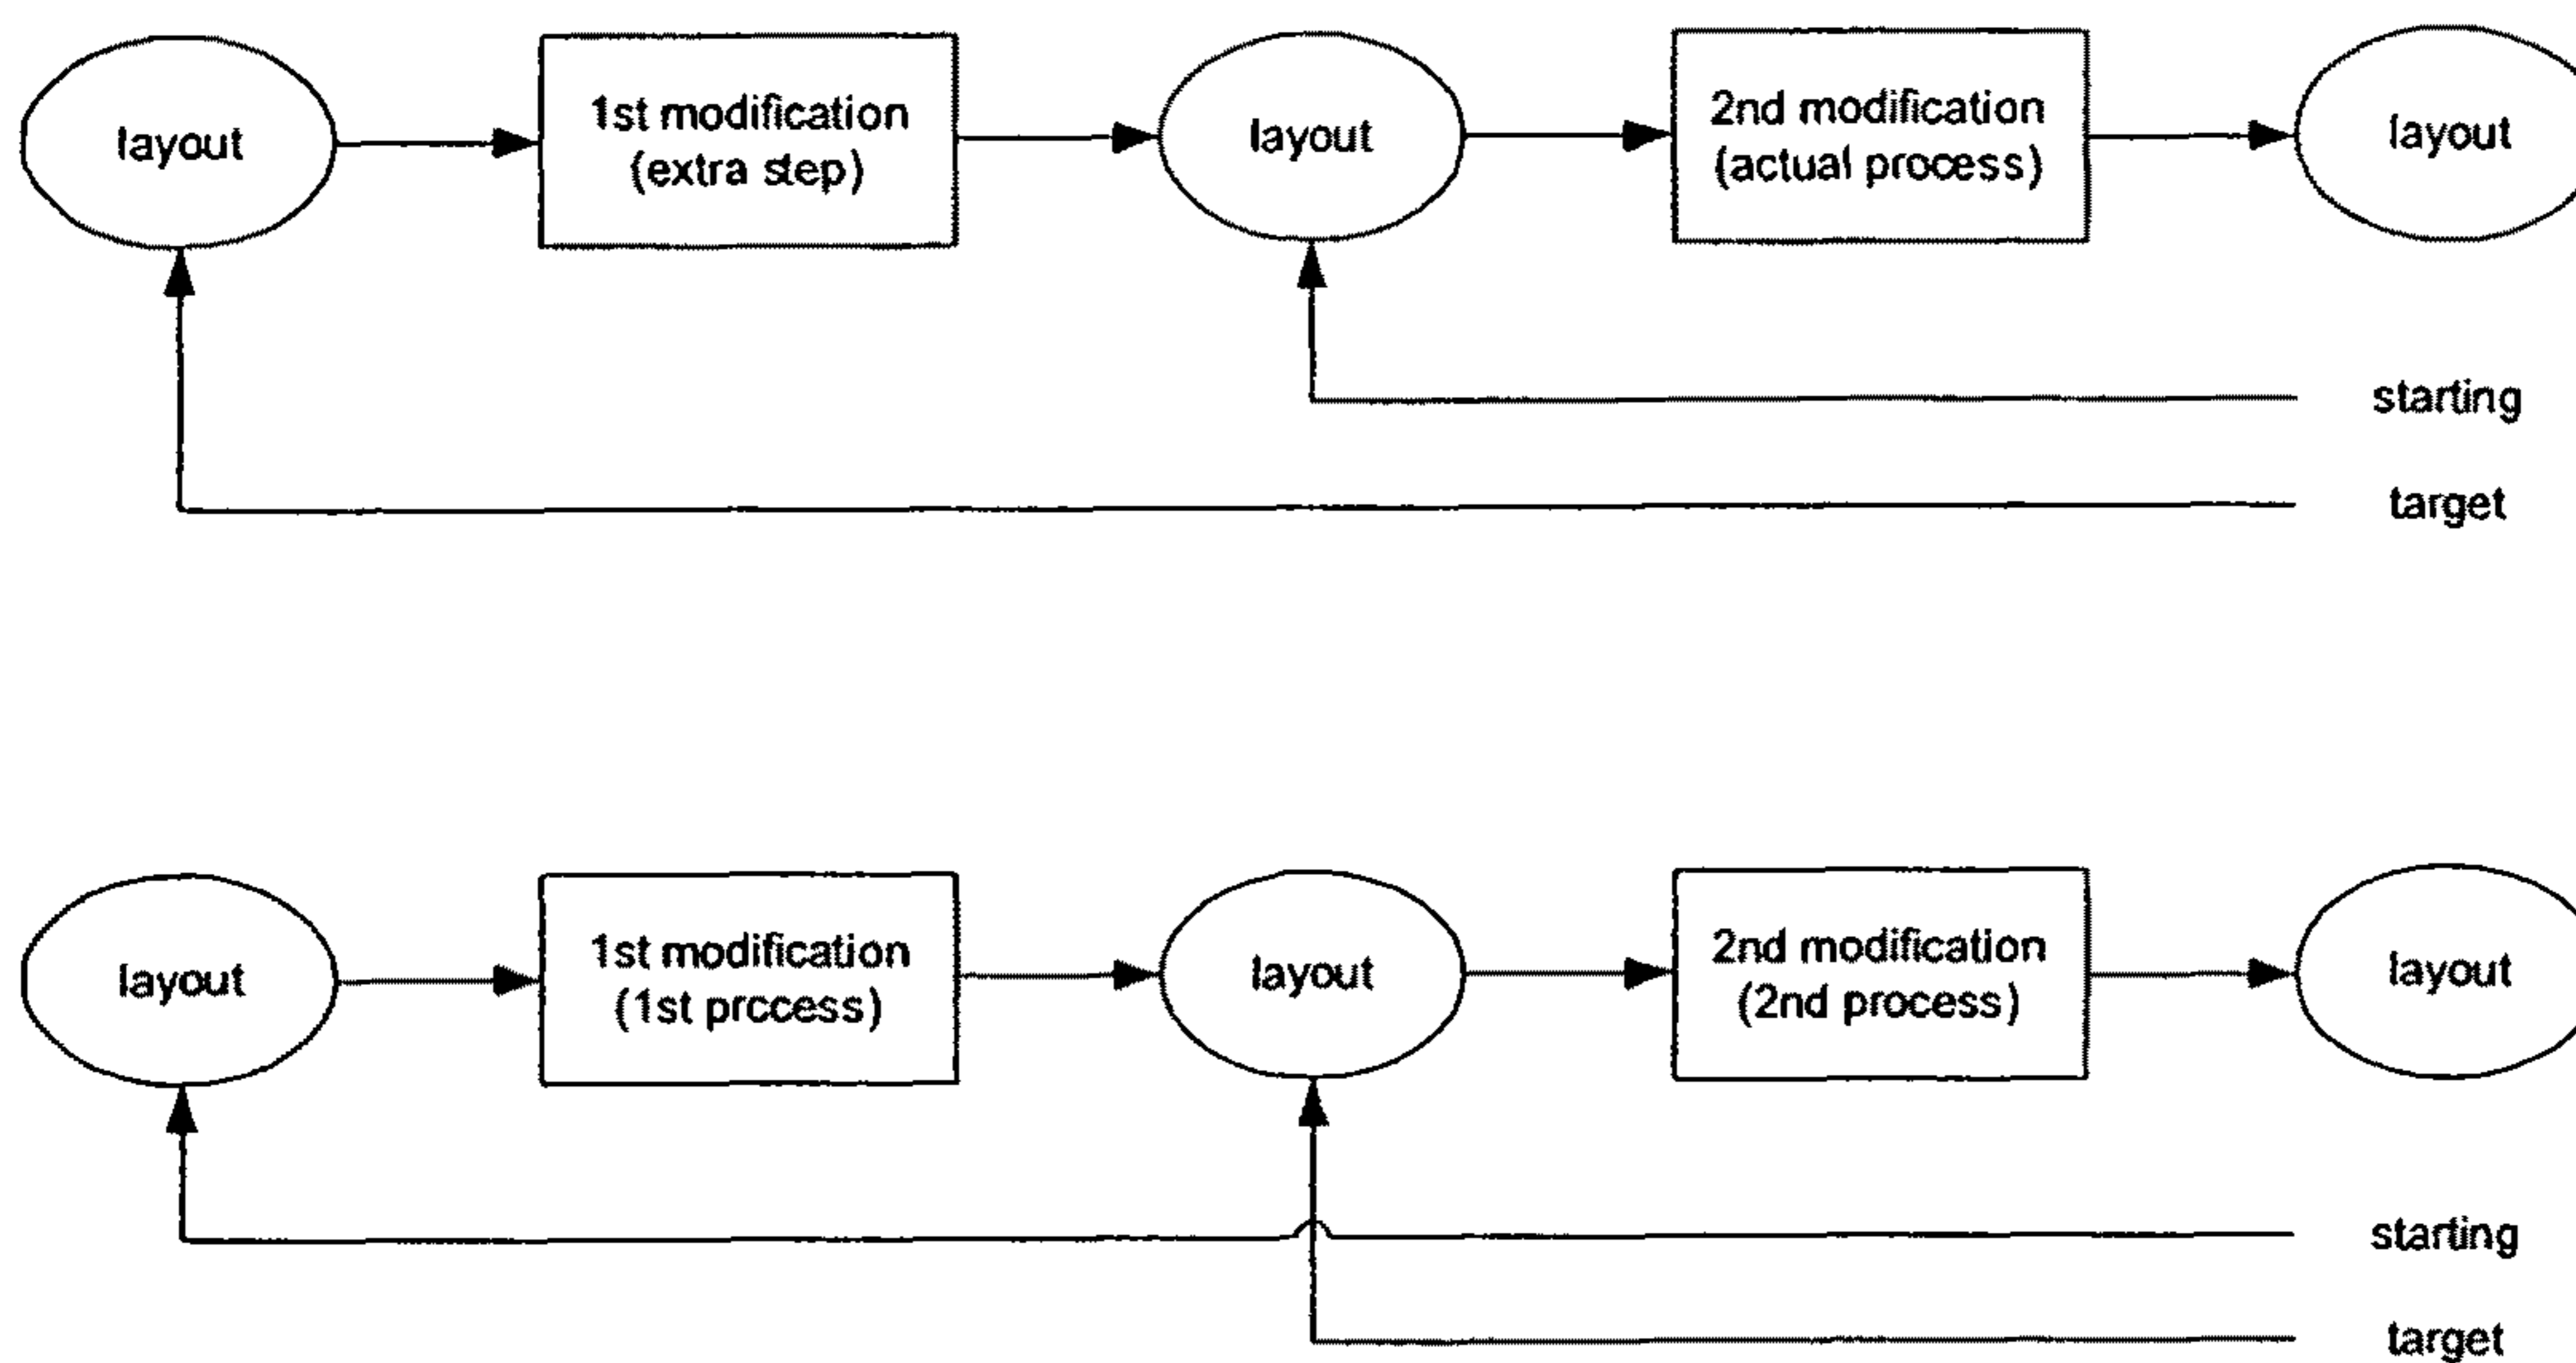 layout
1st modification
(extra step)
layout
2nd modification
(actual process)
layout
starting
target
layout
1st modification
(1st prccess)
layout
2nd modification
(2nd process)
layout
starting
target